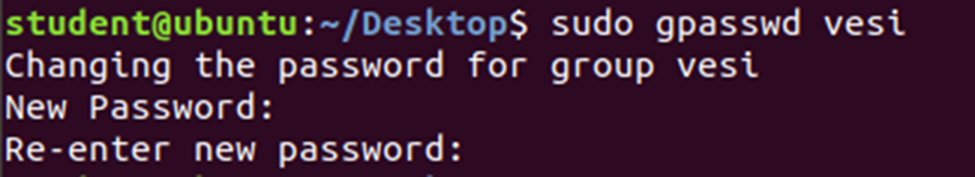 student@ubuntu:~/Desktop$ sudo gpasswd vesi
Changing the password for group vesi
New Password:
Re-enter new password: